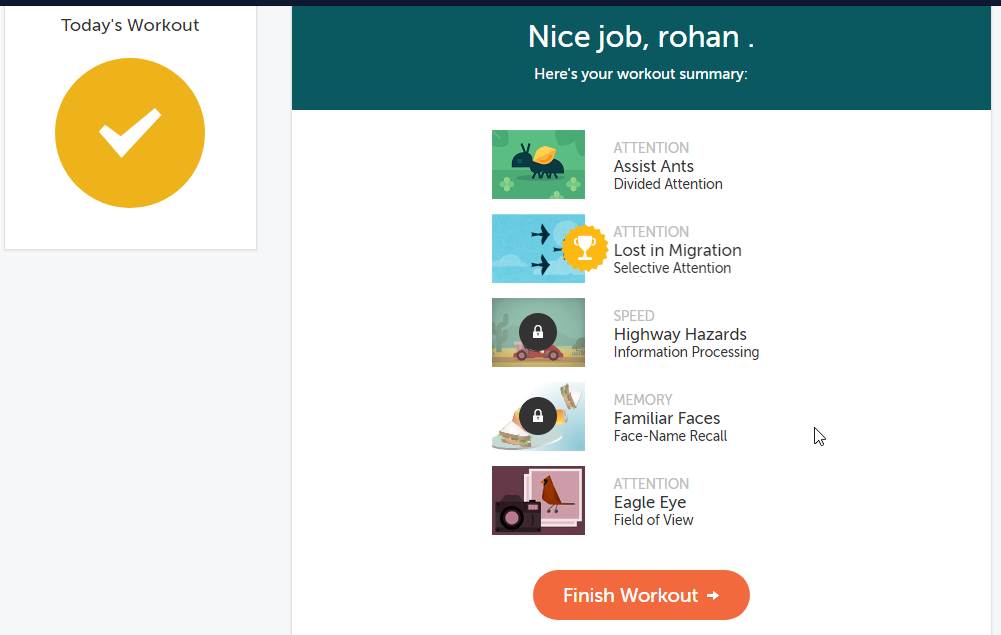 Today's Workout
Nice job, rohan .
Here's your workout summary:
ATTENTION
Assist Ants
Divided Attention
ATTENTION
Lost in Migration
Selective Attention
SPEED
Highway Hazards
Information Processing
MEMORY
Familiar Faces
Face-Name Recall
ATTENTION
Eagle Eye
Field of View
Finish Workout